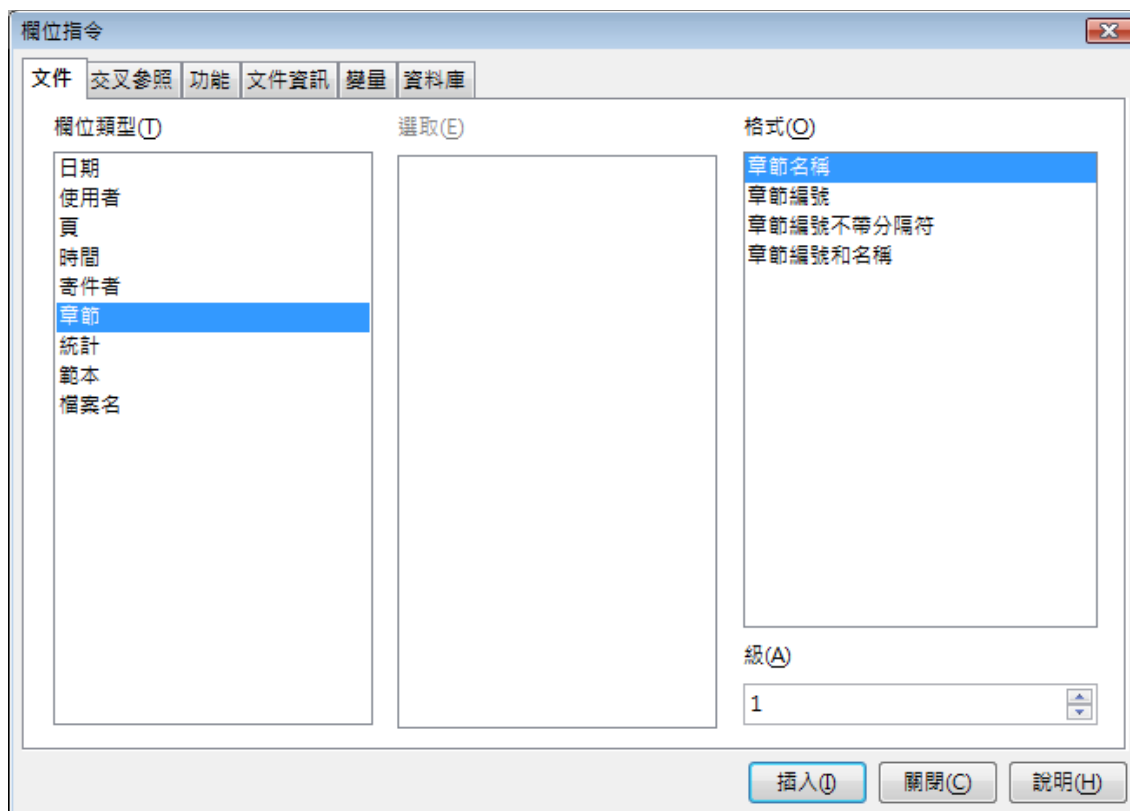 欄位指令
文件 交叉參照 功能 文件資訊 變量 資料庫
欄位類型(T)
日期
使用者
頁
時間
寄件者
章節
統計
範本
檔案名
選取(E)
格式(O)
章節名稱
章節編號
章節編號不帶分隔符
章節編號和名稱
級(A)
1
插入(I) 關閉(C) 說明(H)